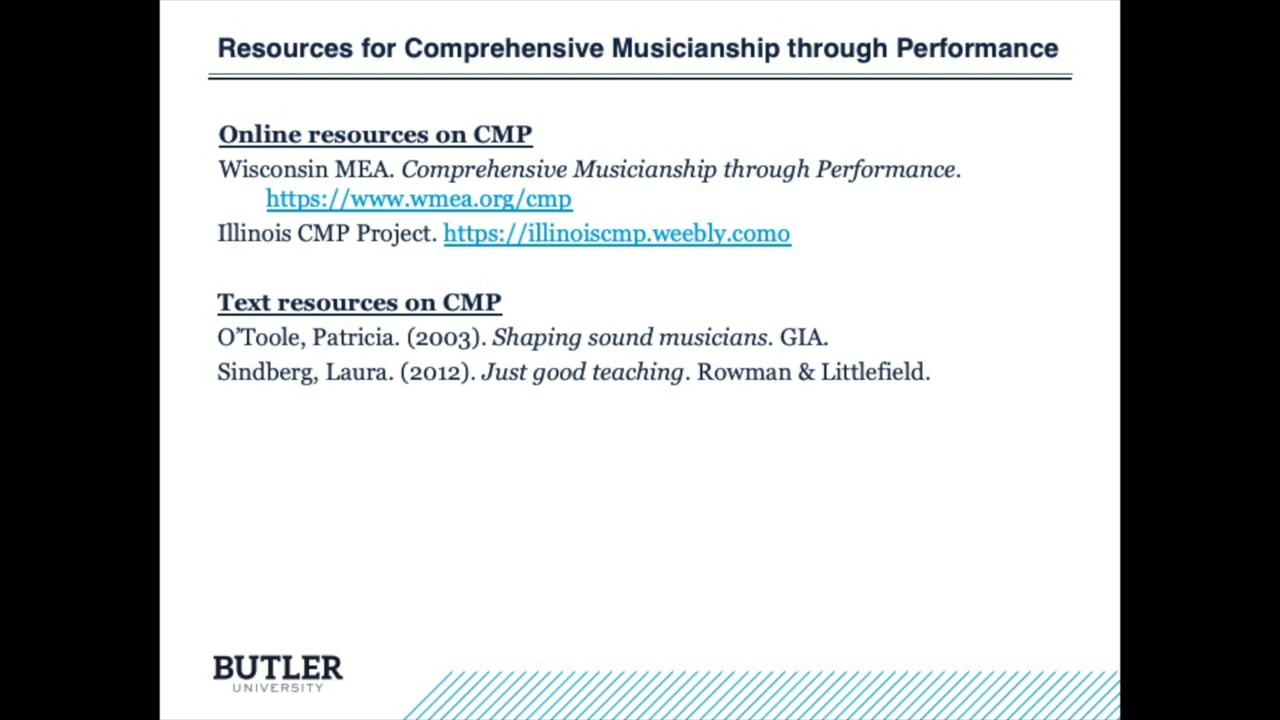 Resources for Comprehensive Musicianship through Performance
Online resources on CMP
Wisconsin MEA. Comprehensive Musicianship through Performance.
https://www.wmea.org/cmp
Illinois CMP Project. https://illinoiscmp.weebly.como
Text resources on CMP
O’Toole, Patricia. (2003). Shaping sound musicians. GIA.
Sindberg, Laura. (2012). Just good teaching. Rowman & Littlefield.
BUTLER
UNIVERSITY